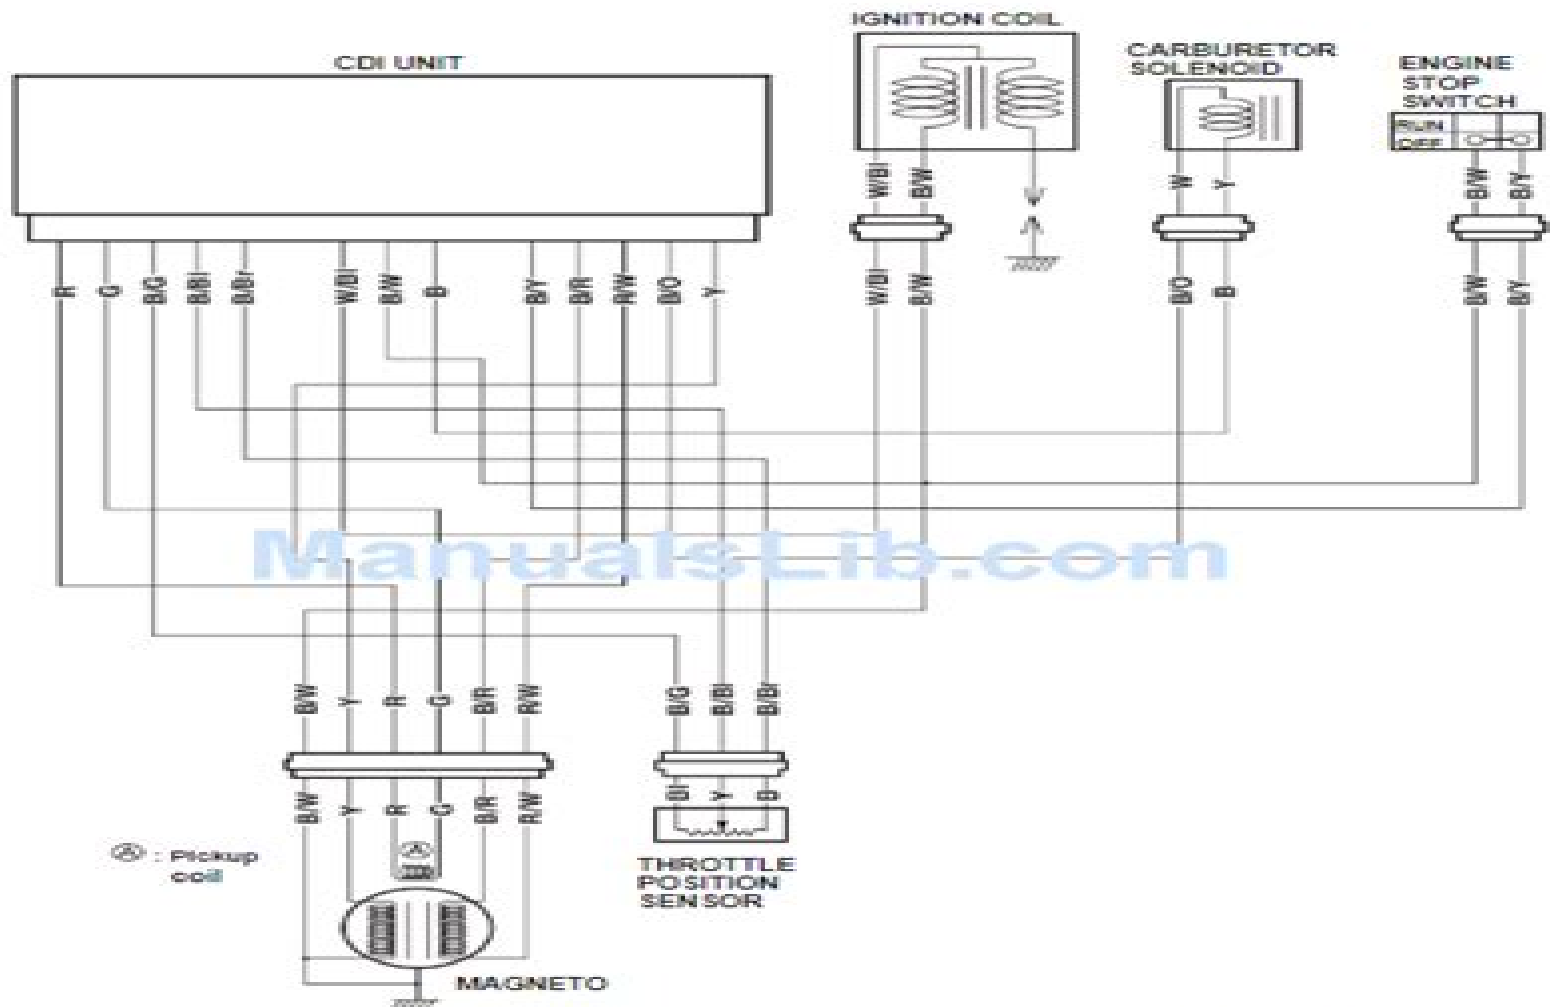 IGNITION COIL
CARBURETOR
SOLENOID
ENGINE
STOP
SWITCH
RUN
OFF
CDI UNIT
W/Bl B/W
W Y
B/W B/Y
R G B/G B/Bl B/Br W/Bl B/W B B/Y B/R R/W B/O Y
W/Bl B/W
B/O B
B/W B/Y
ManualsLib.com
B/W Y R G B/R R/W
B/G B/Bl B/Br
B/W Y R G B/R R/W
Bl Y B
A : Pickup
coil
A
THROTTLE
POSITION
SENSOR
MAGNETO